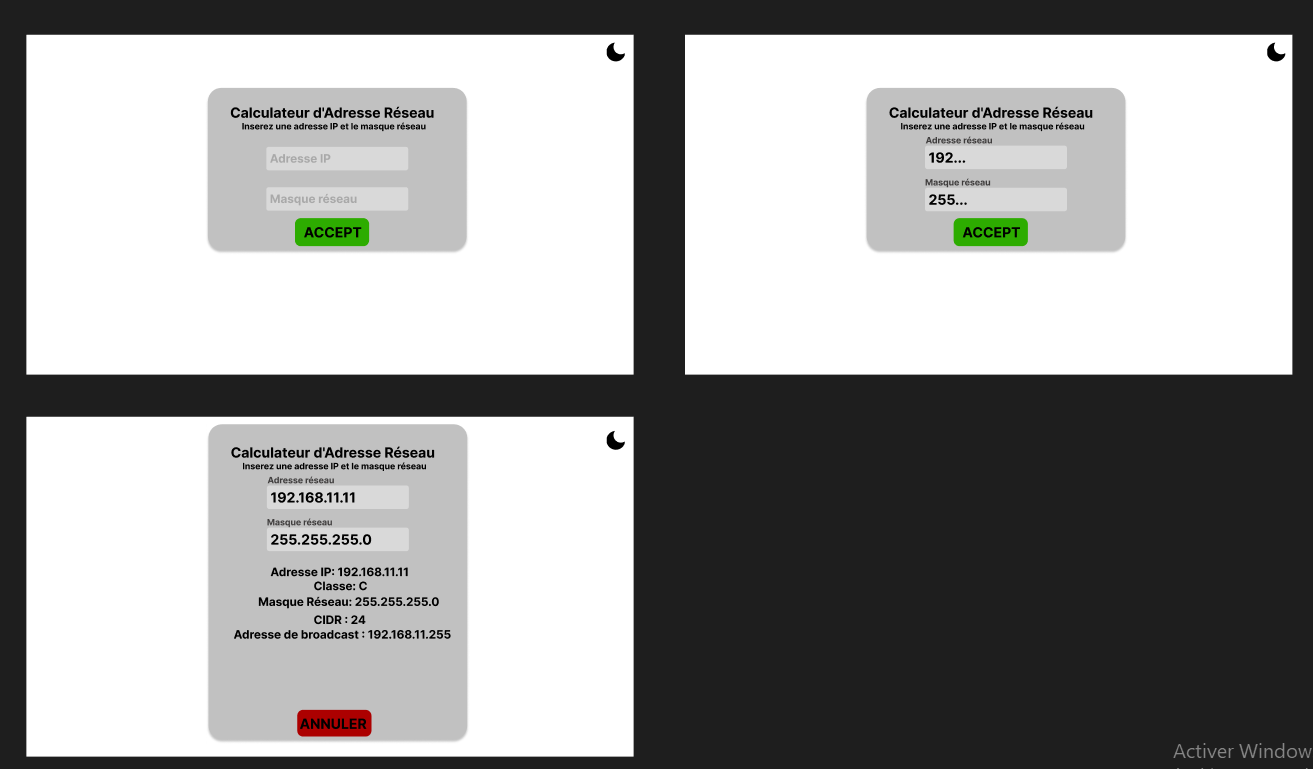 Calculateur d'Adresse Réseau
Inserez une adresse IP et le masque réseau
Adresse IP
Masque réseau
ACCEPT
Calculateur d'Adresse Réseau
Inserez une adresse IP et le masque réseau
Adresse réseau
192...
Masque réseau
255...
ACCEPT
Calculateur d'Adresse Réseau
Inserez une adresse IP et le masque réseau
Adresse réseau
192.168.11.11
Masque réseau
255.255.255.0
Adresse IP: 192.168.11.11
Classe: C
Masque Réseau: 255.255.255.0
CIDR : 24
Adresse de broadcast : 192.168.11.255
ANNULER
Activer Window